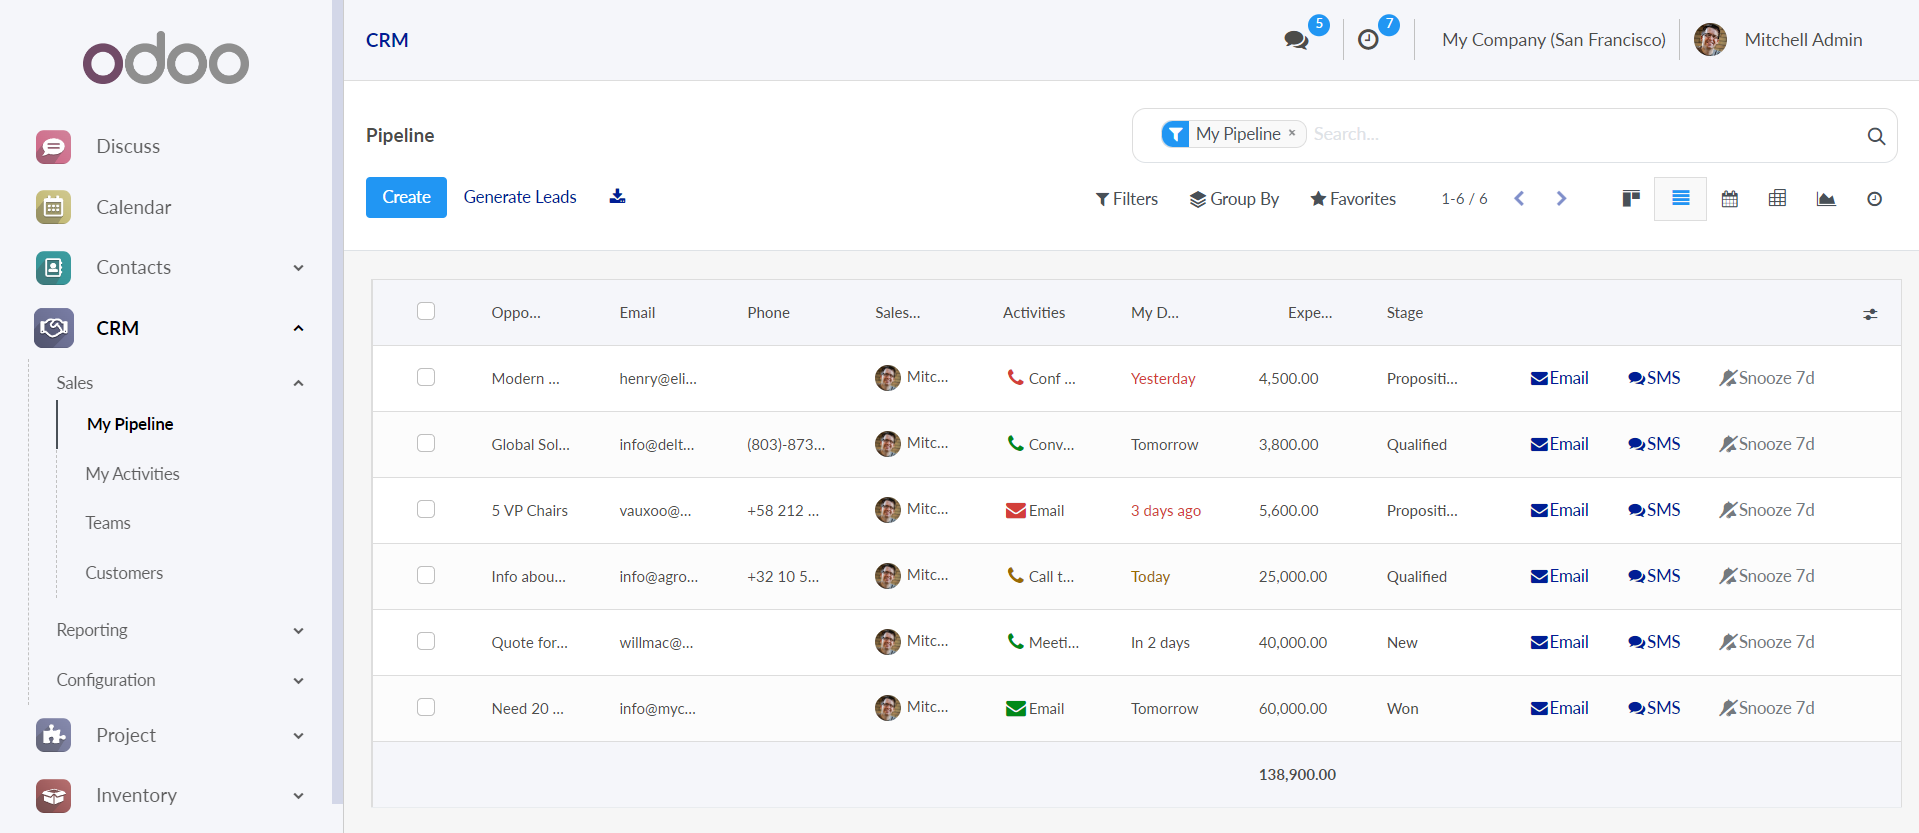 odoo
Discuss
Calendar
Contacts
CRM
Sales
My Pipeline
My Activities
Teams
Customers
Reporting
Configuration
Project
Inventory
CRM
5
7
My Company (San Francisco)
Mitchell Admin
Pipeline
My Pipeline × Search...
Create Generate Leads
Filters Group By Favorites 1-6 / 6
Oppo... Email Phone Sales... Activities My D... Expe... Stage
Modern ... henry@eli... Mitc... Conf ... Yesterday 4,500.00 Propositi... Email SMS Snooze 7d
Global Sol... info@delt... (803)-873... Mitc... Conv... Tomorrow 3,800.00 Qualified Email SMS Snooze 7d
5 VP Chairs vauxoo@... +58 212 ... Mitc... Email 3 days ago 5,600.00 Propositi... Email SMS Snooze 7d
Info abou... info@agro... +32 10 5... Mitc... Call t... Today 25,000.00 Qualified Email SMS Snooze 7d
Quote for... willmac@... Mitc... Meeti... In 2 days 40,000.00 New Email SMS Snooze 7d
Need 20 ... info@myc... Mitc... Email Tomorrow 60,000.00 Won Email SMS Snooze 7d
138,900.00